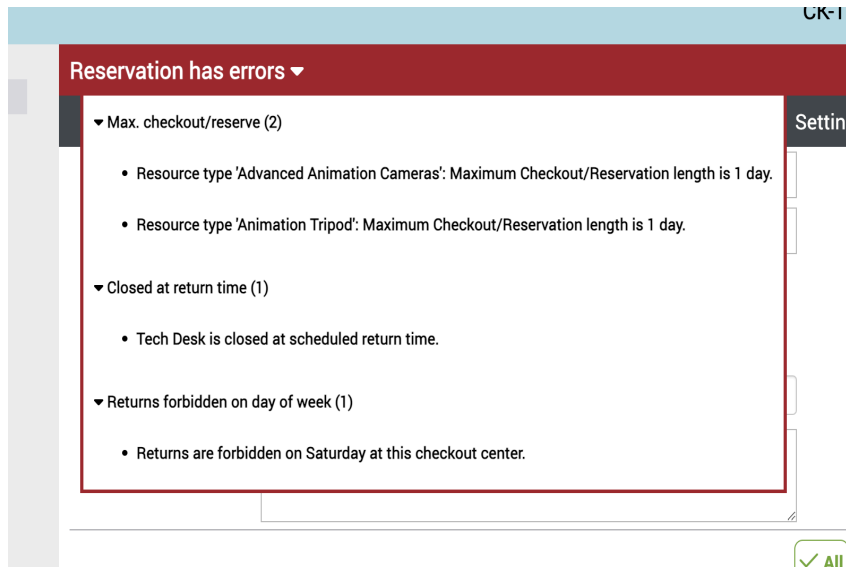 CK-1
Reservation has errors
Max. checkout/reserve (2)
Resource type 'Advanced Animation Cameras': Maximum Checkout/Reservation length is 1 day.
Resource type 'Animation Tripod': Maximum Checkout/Reservation length is 1 day.
Closed at return time (1)
Tech Desk is closed at scheduled return time.
Returns forbidden on day of week (1)
Returns are forbidden on Saturday at this checkout center.
Settin
All